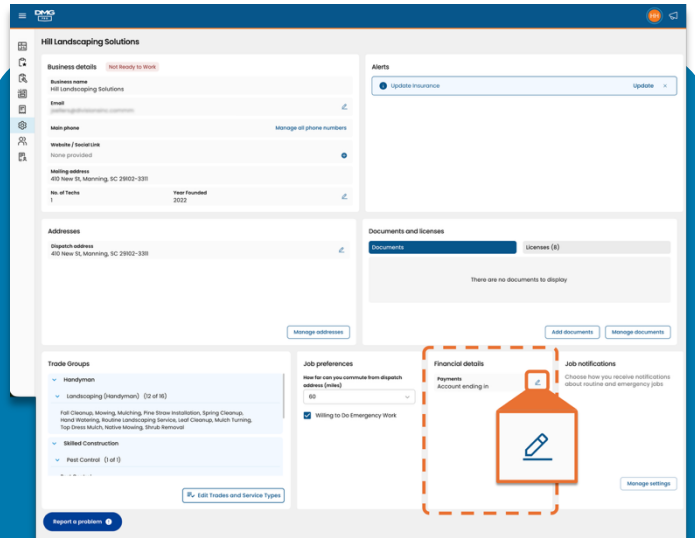 DMG
PRO
HH
Hill Landscaping Solutions
Business details Not Ready to Work
Business name
Hill Landscaping Solutions
Email
Main phone Manage all phone numbers
Website / Social Link
None provided
Mailing address
410 New St, Manning, SC 29102-3311
No. of Techs Year Founded
1 2022
Alerts
Update Insurance Update ×
Addresses
Dispatch address
410 New St, Manning, SC 29102-3311
Manage addresses
Documents and licenses
Documents Licenses (8)
There are no documents to display
Add documents Manage documents
Trade Groups
Handyman
Landscaping (Handyman) (12 of 16)
Fall Cleanup, Mowing, Mulching, Pine Straw Installation, Spring Cleanup,
Hand Watering, Routine Landscaping Service, Leaf Cleanup, Mulch Turning,
Top Dress Mulch, Native Mowing, Shrub Removal
Skilled Construction
Pest Control (1 of 1)
Edit Trades and Service Types
Job preferences
How far can you commute from dispatch
address (miles)
60
Willing to Do Emergency Work
Financial details
Payments
Account ending in
Job notifications
Choose how you receive notifications
about routine and emergency jobs
Manage settings
Report a problem